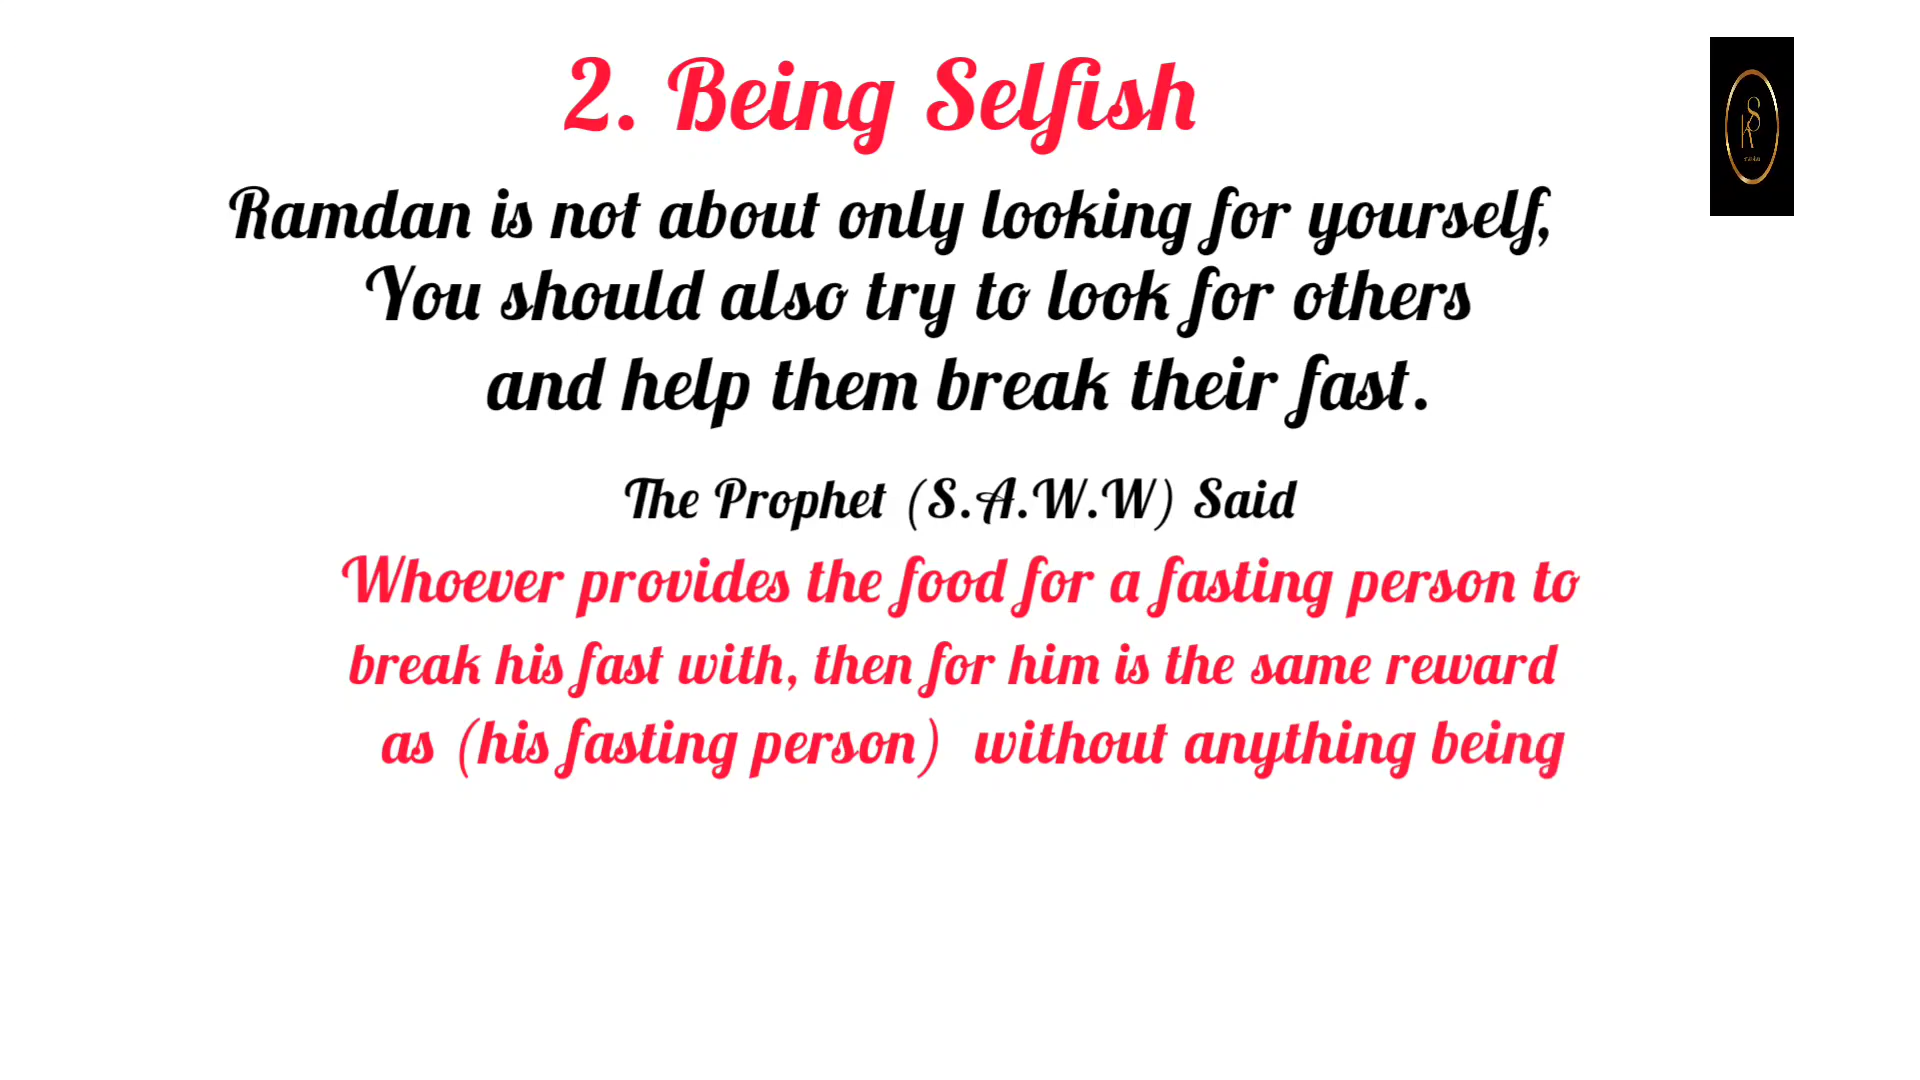 2. Being Selfish
Ramdan is not about only looking for yourself,
You should also try to look for others
and help them break their fast.
The Prophet (S.A.W.W) Said
Whoever provides the food for a fasting person to
break his fast with, then for him is the same reward
as (his fasting person) without anything being